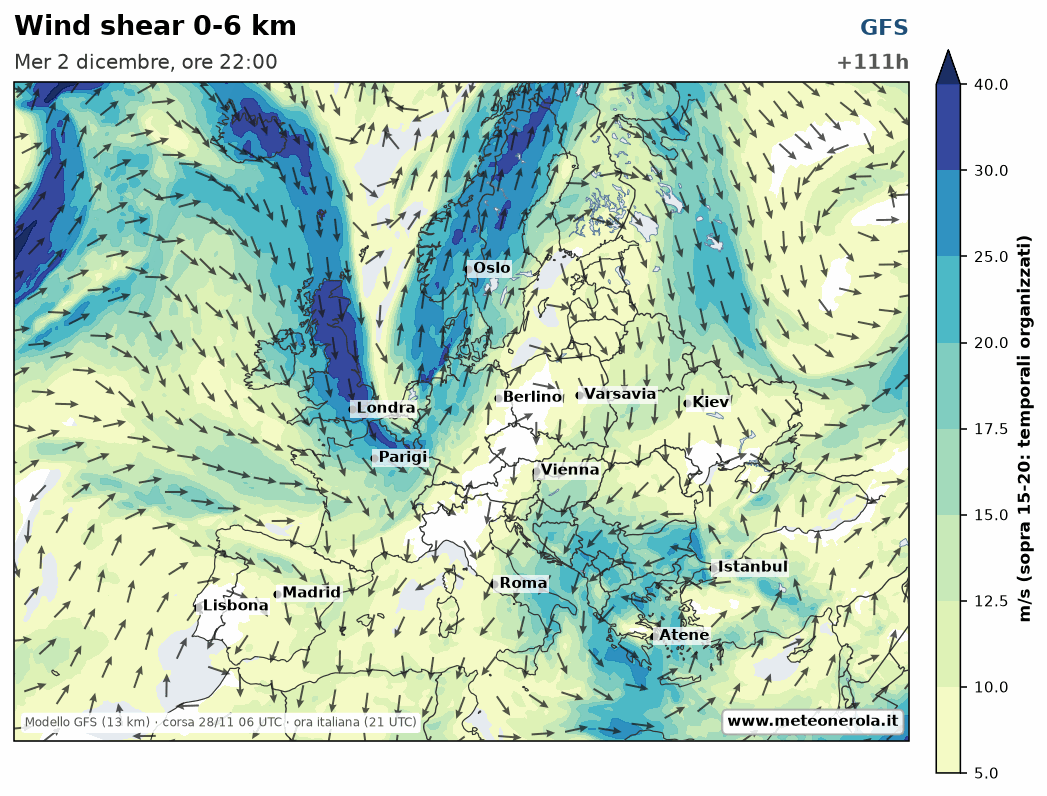 Wind shear 0-6 km
GFS
Mer 2 dicembre, ore 22:00
+111h
40.0
30.0
25.0
20.0
17.5
15.0
12.5
10.0
5.0
m/s (sopra 15-20: temporali organizzati)
Oslo
Londra
Berlino
Varsavia
Kiev
Parigi
Vienna
Istanbul
Roma
Madrid
Lisbona
Atene
Modello GFS (13 km) · corsa 28/11 06 UTC · ora italiana (21 UTC)
www.meteonerola.it